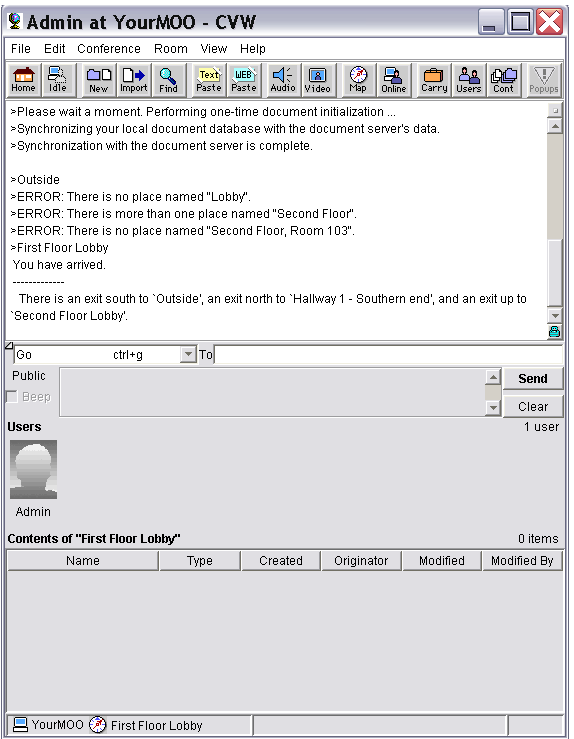 Admin at YourMOO - CVW
File Edit Conference Room View Help
Home Idle New Import Find Text Paste WEB Paste Audio Video Map Online Carry Users Cont Popups
>Please wait a moment. Performing one-time document initialization ...
>Synchronizing your local document database with the document server's data.
>Synchronization with the document server is complete.
>Outside
>ERROR: There is no place named "Lobby".
>ERROR: There is more than one place named "Second Floor".
>ERROR: There is no place named "Second Floor, Room 103".
>First Floor Lobby
You have arrived.
-------------
There is an exit south to `Outside', an exit north to `Hallway 1 - Southern end', and an exit up to
`Second Floor Lobby'.
Go ctrl+g To
Public Send
Beep Clear
Users 1 user
Admin
Contents of "First Floor Lobby" 0 items
Name Type Created Originator Modified Modified By
YourMOO First Floor Lobby